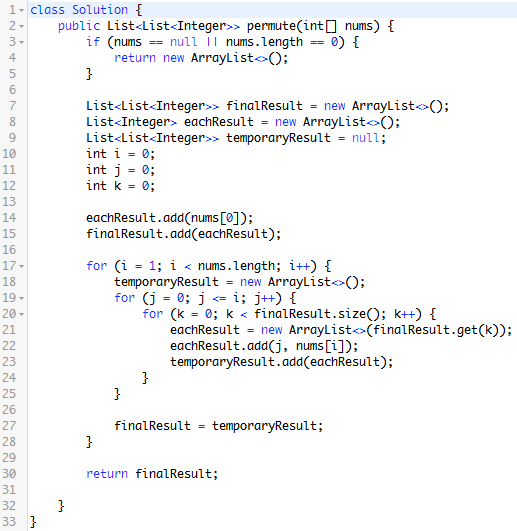 1 class Solution {
2     public List<List<Integer>> permute(int[] nums) {
3         if (nums == null || nums.length == 0) {
4             return new ArrayList<>();
5         }
6
7         List<List<Integer>> finalResult = new ArrayList<>();
8         List<Integer> eachResult = new ArrayList<>();
9         List<List<Integer>> temporaryResult = null;
10         int i = 0;
11         int j = 0;
12         int k = 0;
13
14         eachResult.add(nums[0]);
15         finalResult.add(eachResult);
16
17         for (i = 1; i < nums.length; i++) {
18             temporaryResult = new ArrayList<>();
19             for (j = 0; j <= i; j++) {
20                 for (k = 0; k < finalResult.size(); k++) {
21                     eachResult = new ArrayList<>(finalResult.get(k));
22                     eachResult.add(j, nums[i]);
23                     temporaryResult.add(eachResult);
24                 }
25             }
26
27             finalResult = temporaryResult;
28         }
29
30         return finalResult;
31
32     }
33 }